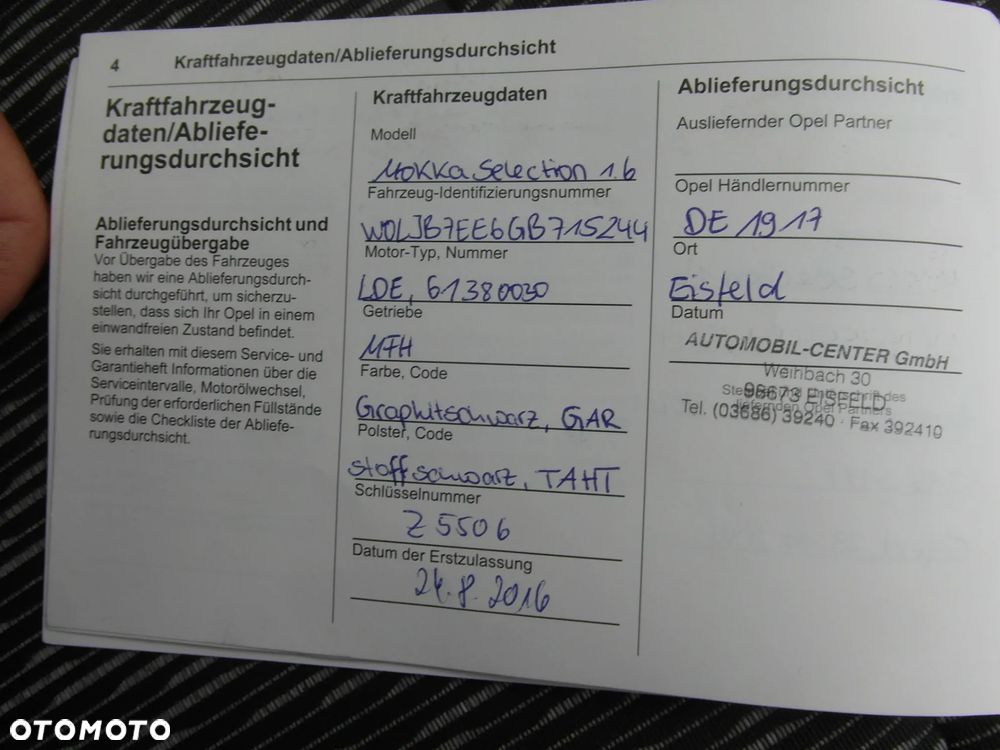 4 Kraftfahrzeugdaten/Ablieferungsdurchsicht
Kraftfahrzeug-
daten/Abliefe-
rungsdurchsicht
Ablieferungsdurchsicht und
Fahrzeugübergabe
Vor Übergabe des Fahrzeuges
haben wir eine Ablieferungsdurch-
sicht durchgeführt, um sicherzu-
stellen, dass sich Ihr Opel in einem
einwandfreien Zustand befindet.
Sie erhalten mit diesem Service- und
Garantieheft Informationen über die
Serviceintervalle, Motorölwechsel,
Prüfung der erforderlichen Füllstände
sowie die Checkliste der Abliefe-
rungsdurchsicht.
Kraftfahrzeugdaten
Modell
Mokka Selection 1.6
Fahrzeug-Identifizierungsnummer
W0LJB7EE6GB715244
Motor-Typ, Nummer
LDE, 61380030
Getriebe
MFH
Farbe, Code
Graphitschwarz, GAR
Polster, Code
Stoff schwarz, TAHT
Schlüsselnummer
Z 5506
Datum der Erstzulassung
24.8.2016
Ablieferungsdurchsicht
Ausliefernder Opel Partner
Opel Händlernummer
DE 1917
Ort
Eisfeld
Datum
AUTOMOBIL-CENTER GmbH
Weinbach 30
98673 EISFELD
Tel. (03686) 39240 · Fax 392410
OTOMOTO